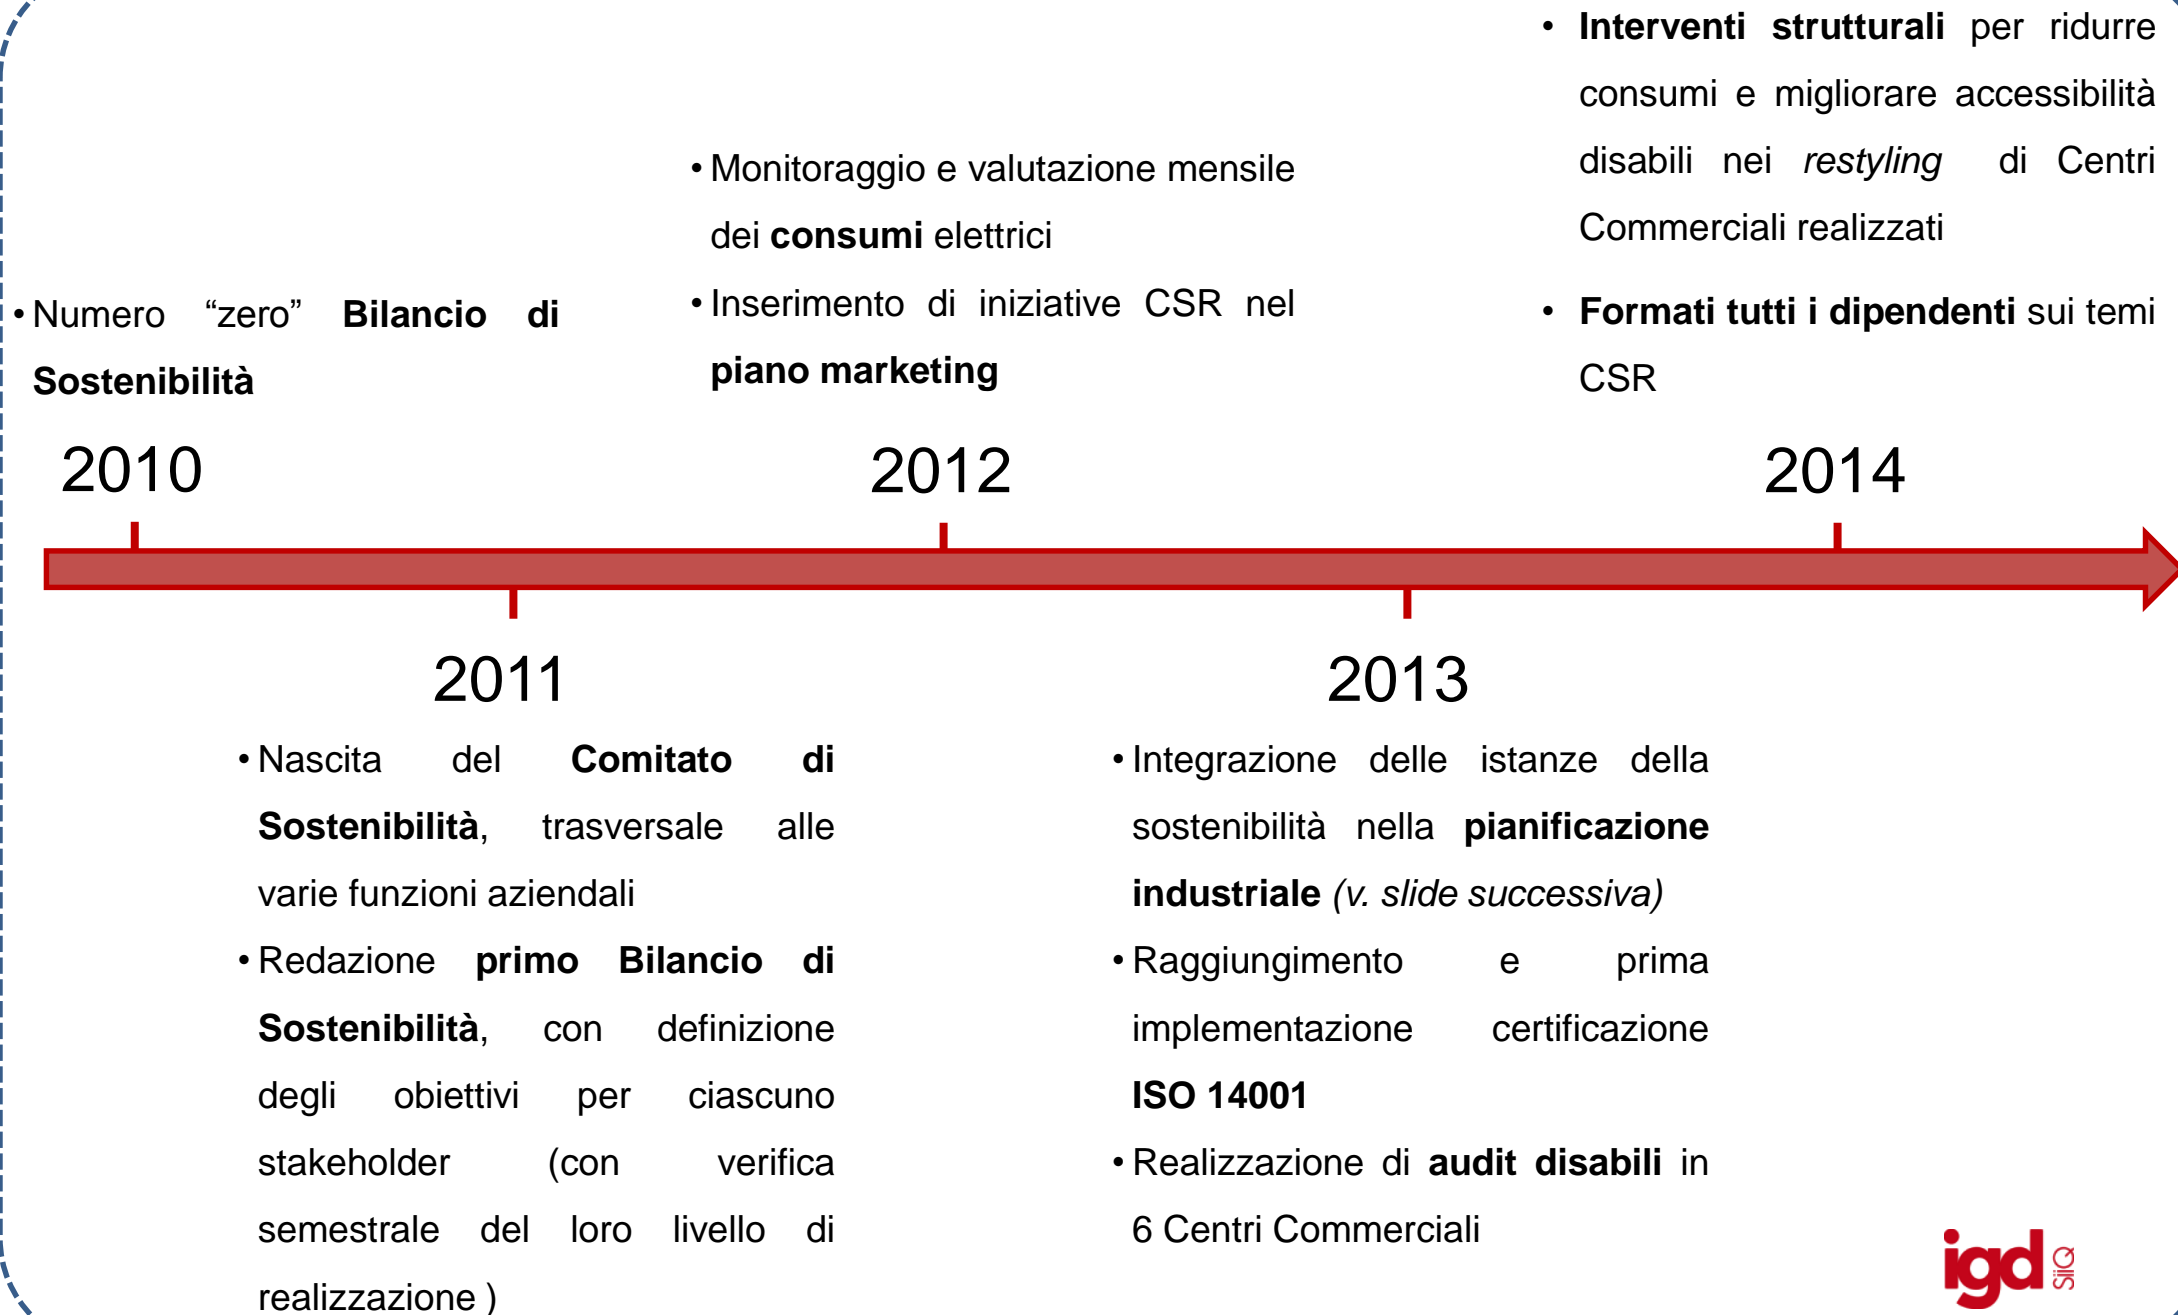 • Numero “zero” Bilancio di
Sostenibilità
2010
• Nascita del Comitato di
Sostenibilità, trasversale alle
varie funzioni aziendali
• Redazione primo Bilancio di
Sostenibilità, con definizione
degli obiettivi per ciascuno
stakeholder (con verifica
semestrale del loro livello di
realizzazione )
2011
• Monitoraggio e valutazione mensile
dei consumi elettrici
• Inserimento di iniziative CSR nel
piano marketing
2012
2013
• Integrazione delle istanze della
sostenibilità nella pianificazione
industriale (v. slide successiva)
• Raggiungimento e prima
implementazione certificazione
ISO 14001
• Realizzazione di audit disabili in
6 Centri Commerciali
• Interventi strutturali per ridurre
consumi e migliorare accessibilità
disabili nei restyling di Centri
Commerciali realizzati
• Formati tutti i dipendenti sui temi
CSR
2014
igd SIIQ